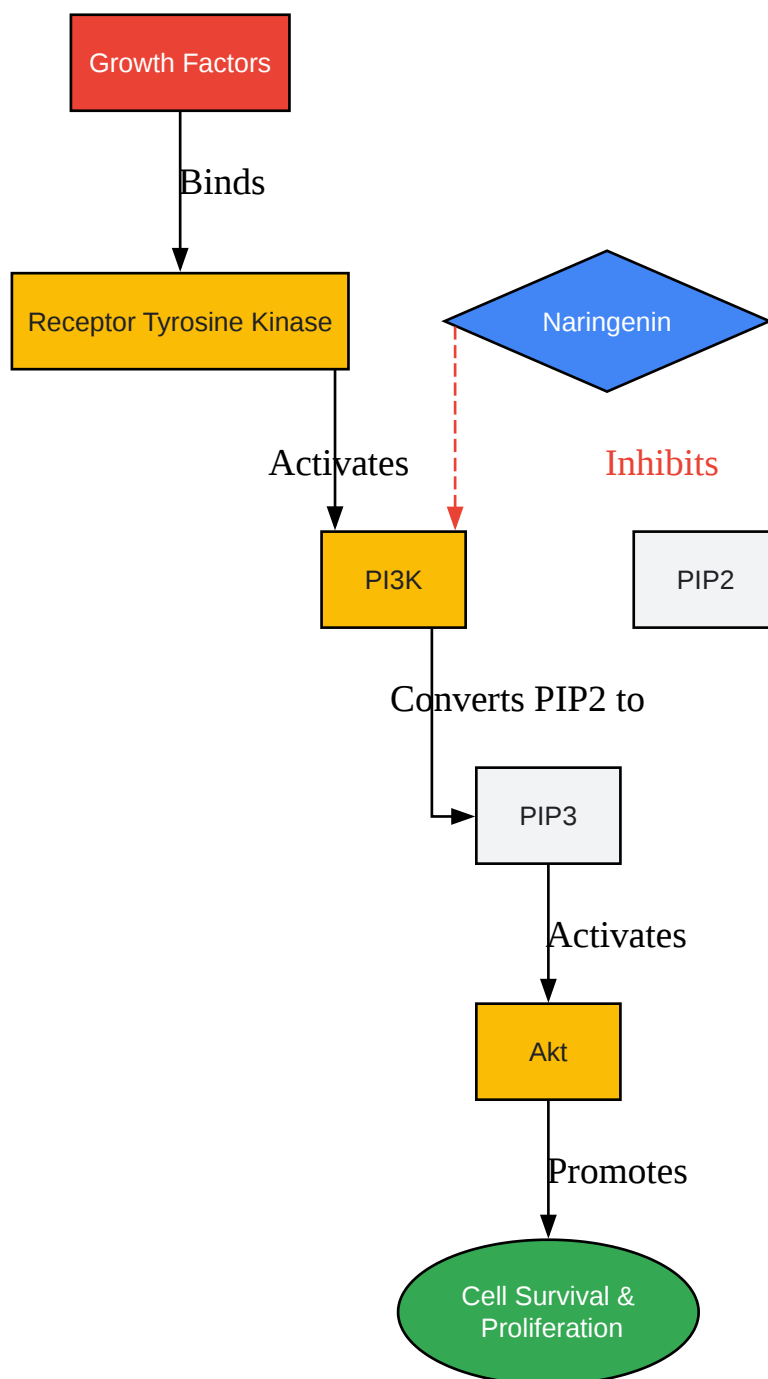 Growth Factors
Binds
Receptor Tyrosine Kinase
Naringenin
Activates
Inhibits
PI3K
PIP2
Converts PIP2 to
PIP3
Activates
Akt
Promotes
Cell Survival &
Proliferation